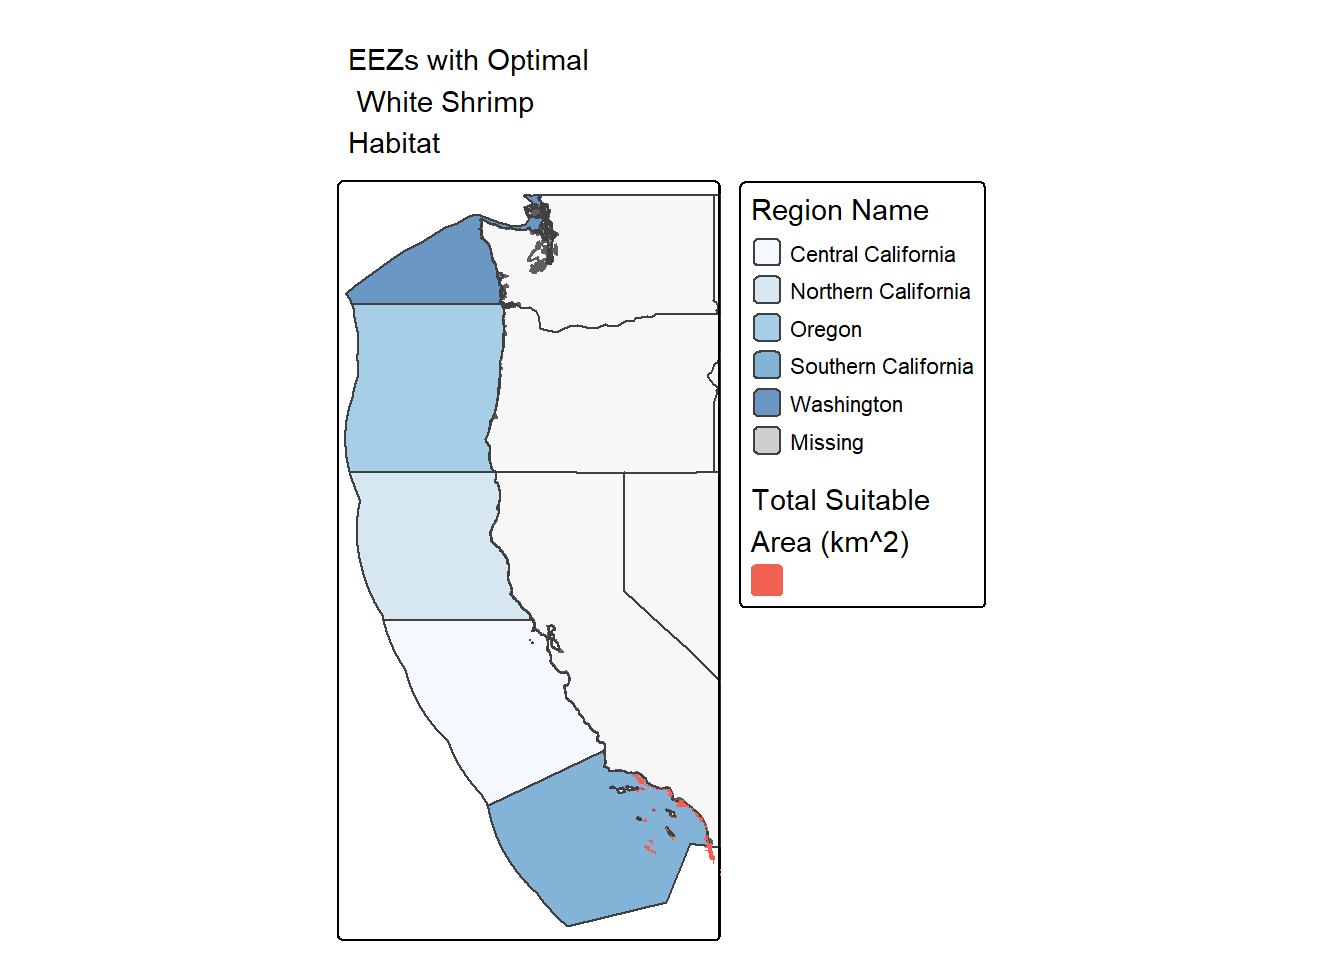 EEZs with Optimal
White Shrimp
Habitat
Region Name
Central California
Northern California
Oregon
Southern California
Washington
Missing
Total Suitable
Area (km^2)